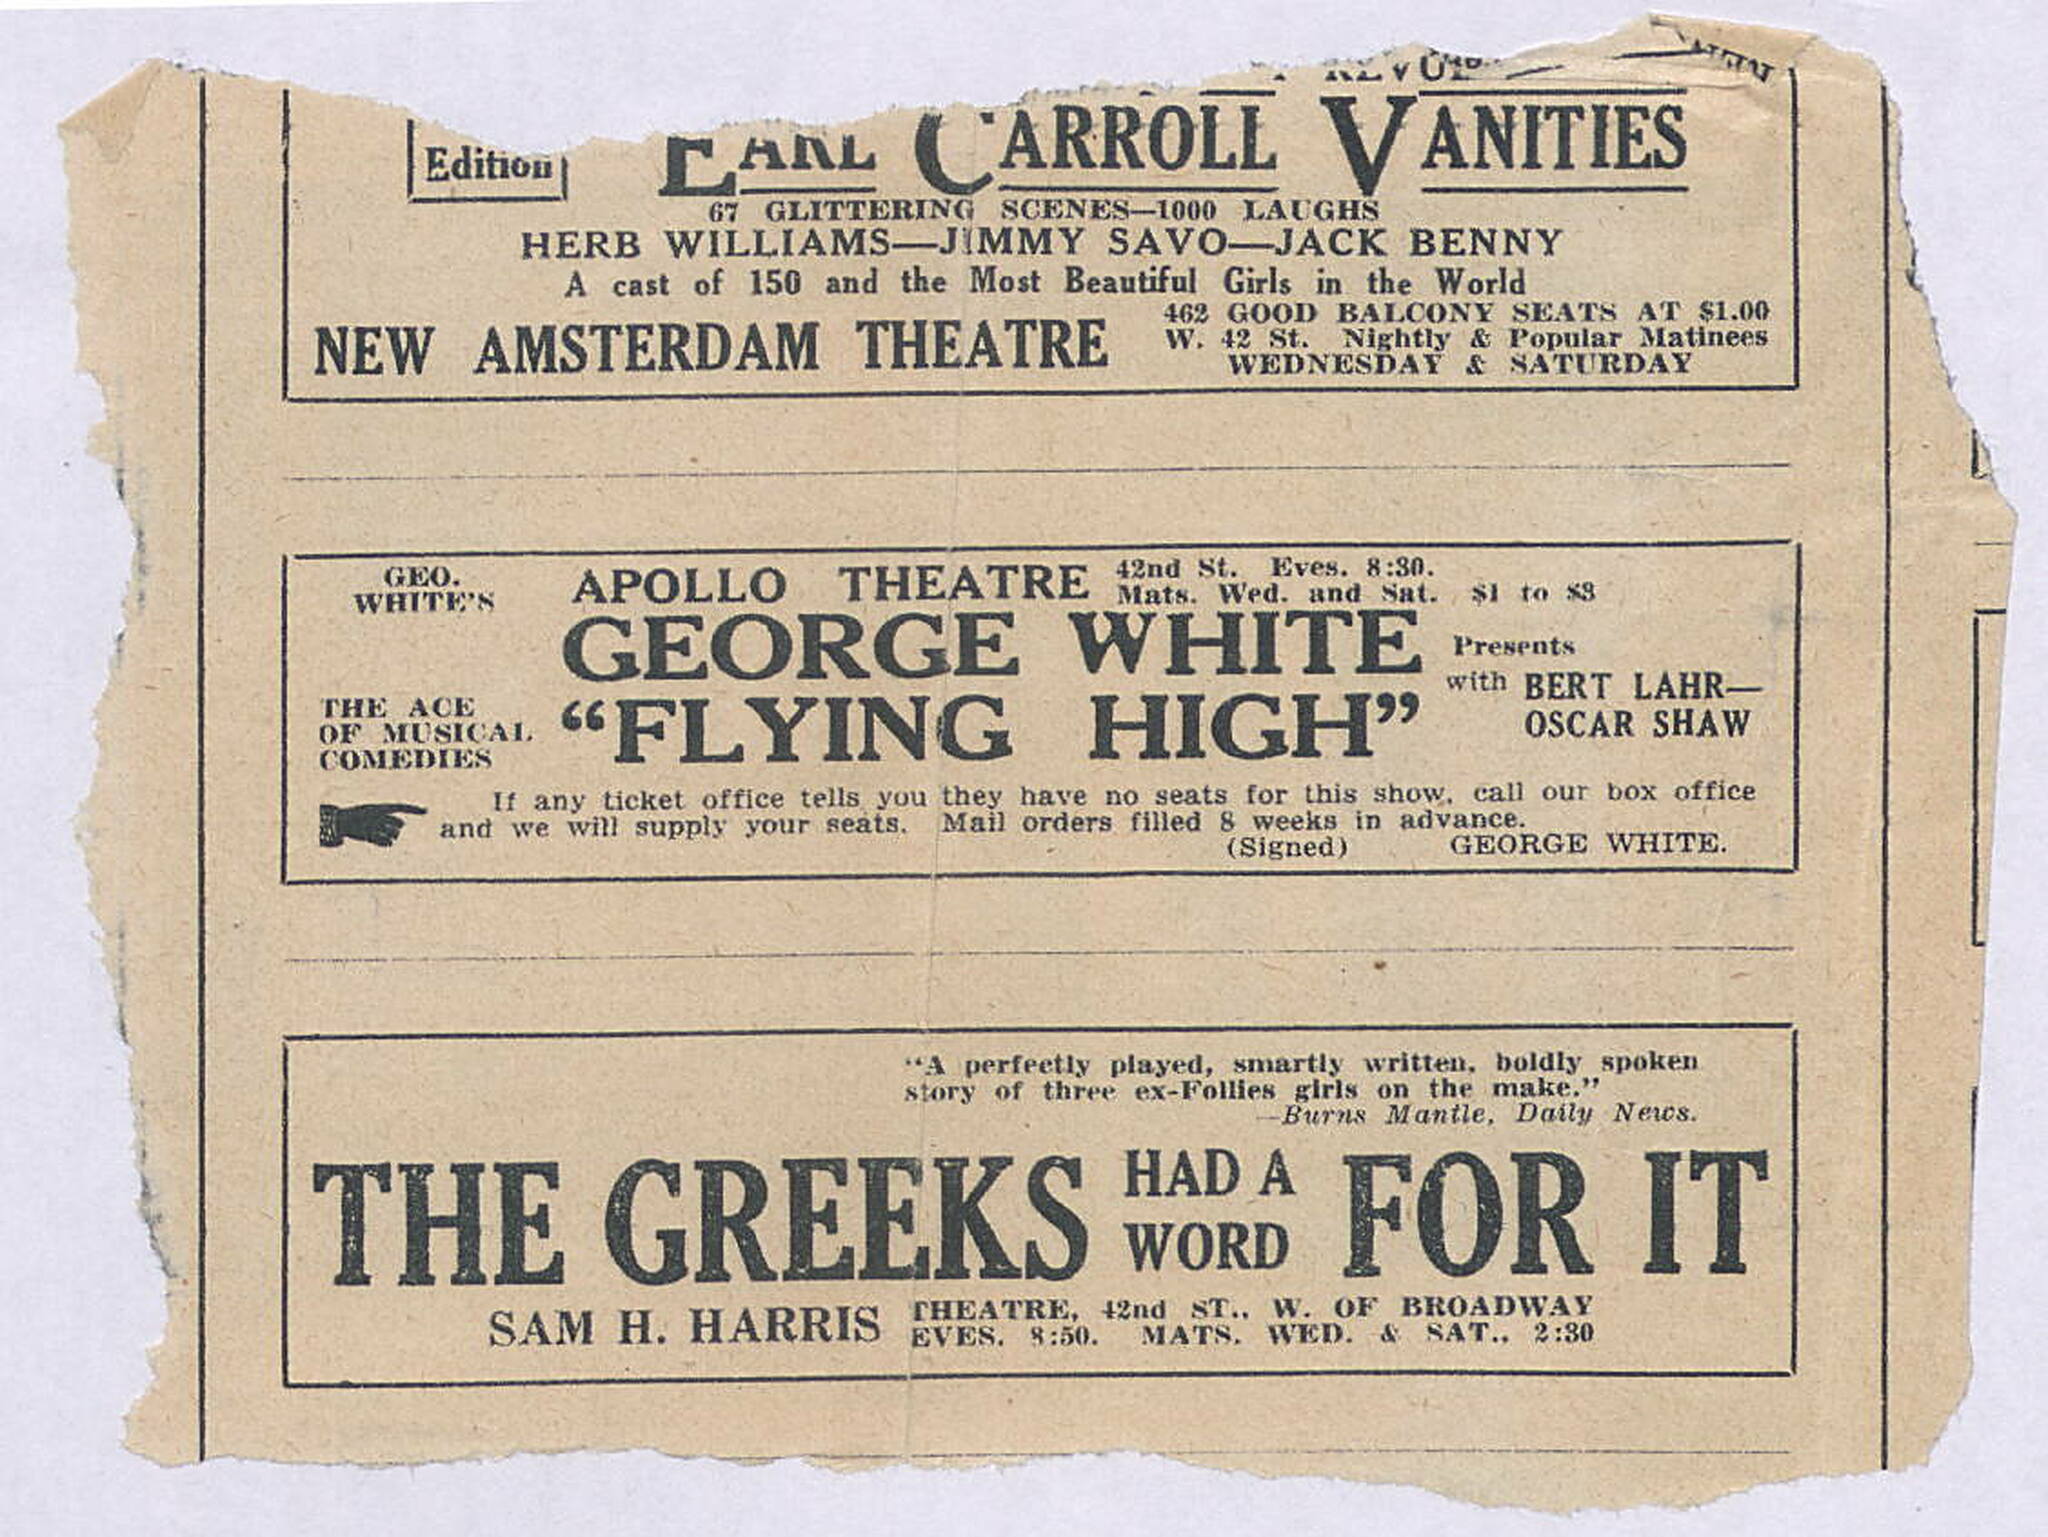 REVUE
Edition
EARL CARROLL VANITIES
67 GLITTERING SCENES—1000 LAUGHS
HERB WILLIAMS—JIMMY SAVO—JACK BENNY
A cast of 150 and the Most Beautiful Girls in the World
NEW AMSTERDAM THEATRE
462 GOOD BALCONY SEATS AT $1.00
W. 42 St. Nightly & Popular Matinees
WEDNESDAY & SATURDAY
GEO.
WHITE'S
APOLLO THEATRE
42nd St. Eves. 8:30.
Mats. Wed. and Sat. $1 to $3
GEORGE WHITE Presents
THE ACE
OF MUSICAL
COMEDIES
"FLYING HIGH"
with BERT LAHR—
OSCAR SHAW
If any ticket office tells you they have no seats for this show, call our box office
and we will supply your seats. Mail orders filled 8 weeks in advance.
(Signed) GEORGE WHITE.
"A perfectly played, smartly written, boldly spoken
story of three ex-Follies girls on the make."
—Burns Mantle, Daily News.
THE GREEKS HAD A WORD FOR IT
SAM H. HARRIS
THEATRE, 42nd ST., W. OF BROADWAY
EVES. 8:50. MATS. WED. & SAT., 2:30